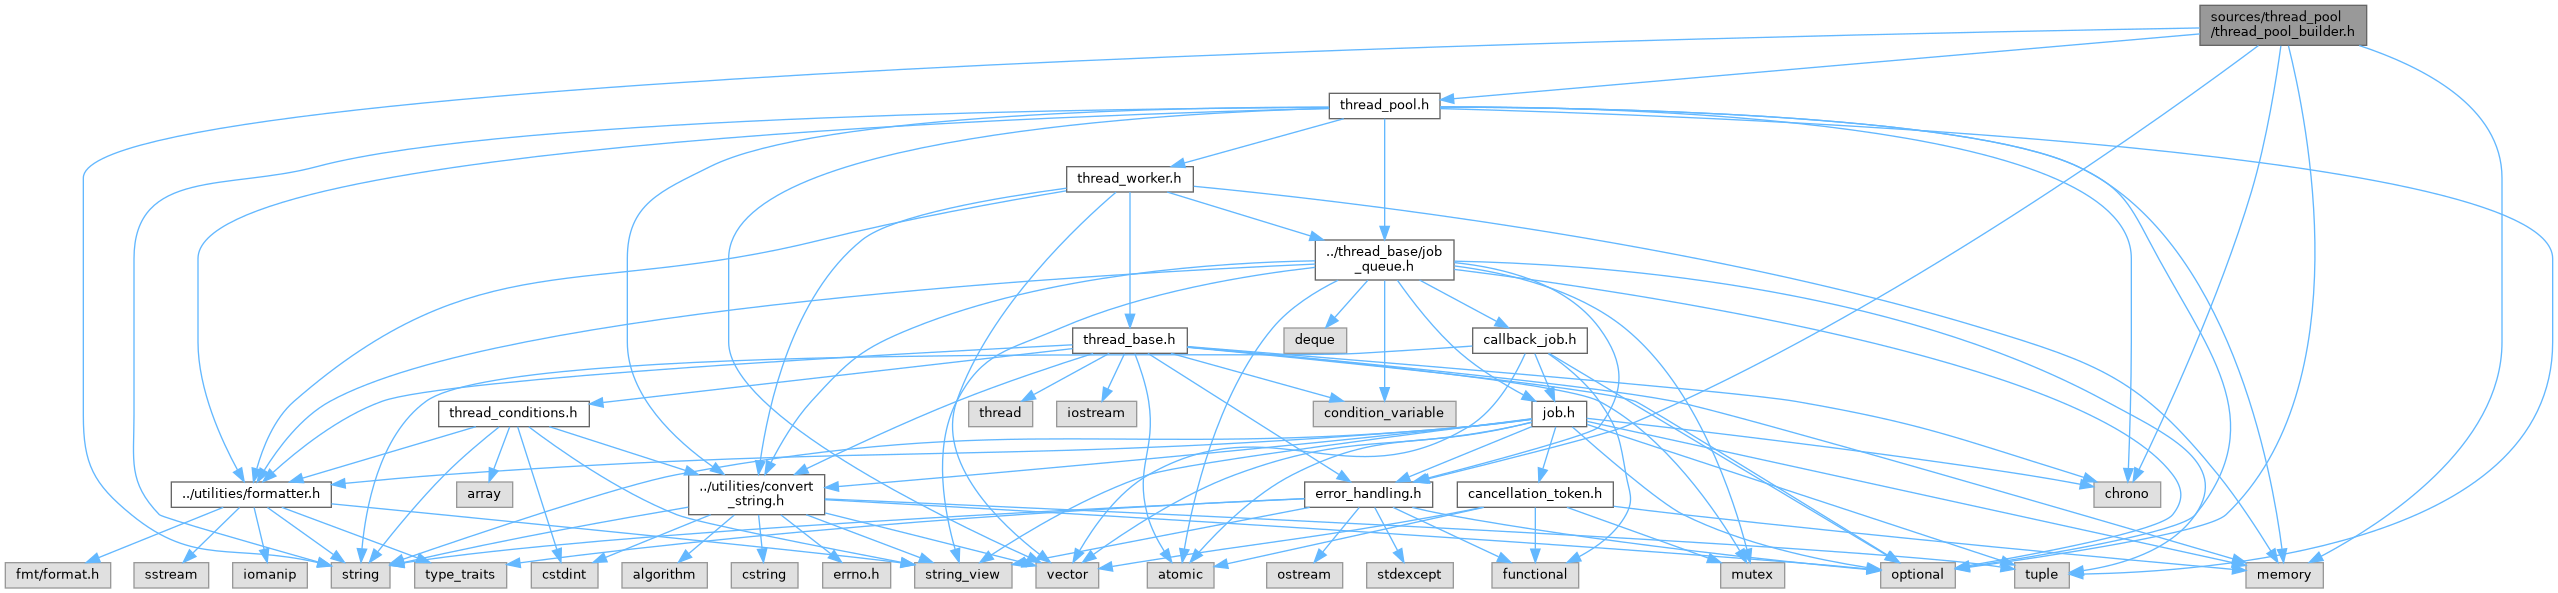 sources/thread_pool
/thread_pool_builder.h
thread_pool.h
thread_worker.h
../thread_base/job
_queue.h
thread_base.h
deque
callback_job.h
thread_conditions.h
thread
iostream
condition_variable
job.h
../utilities/formatter.h
array
../utilities/convert
_string.h
error_handling.h
cancellation_token.h
chrono
fmt/format.h
sstream
iomanip
string
type_traits
cstdint
algorithm
cstring
errno.h
string_view
vector
atomic
ostream
stdexcept
functional
mutex
optional
tuple
memory